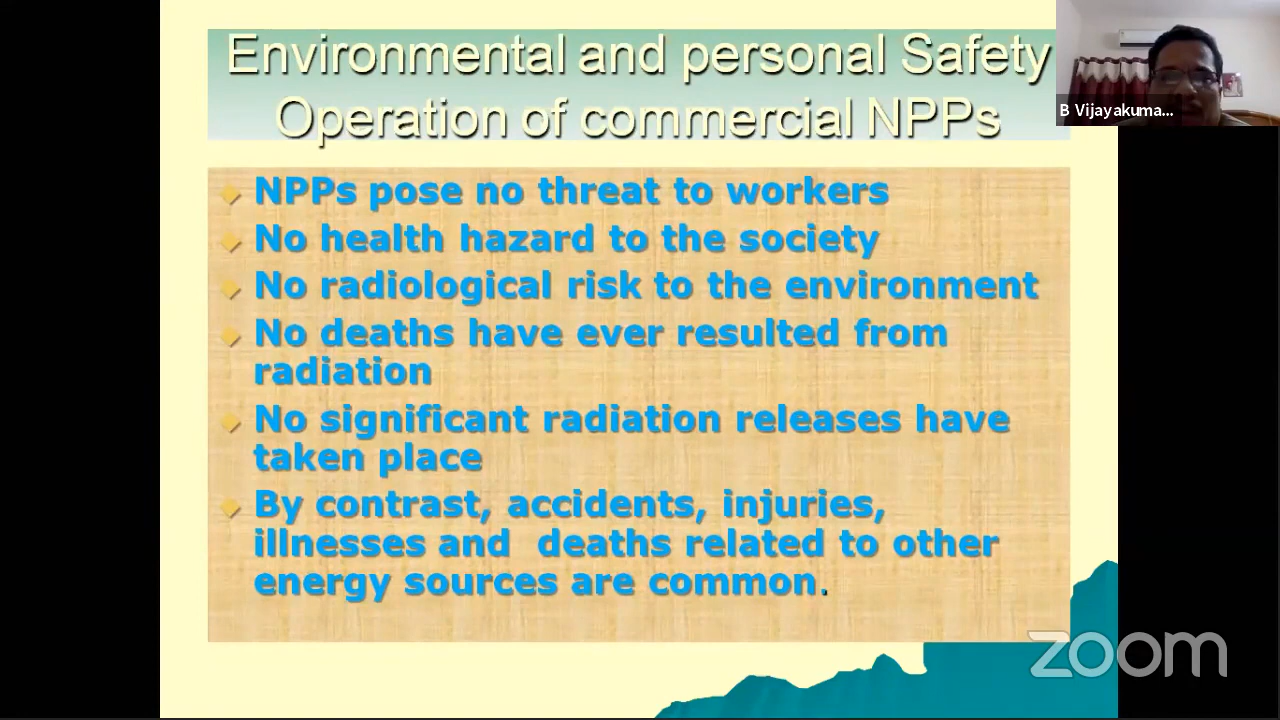 Environmental and personal Safety
Operation of commercial NPPs
B Vijayakuma...
NPPs pose no threat to workers
No health hazard to the society
No radiological risk to the environment
No deaths have ever resulted from
radiation
No significant radiation releases have
taken place
By contrast, accidents, injuries,
illnesses and deaths related to other
energy sources are common.
zoom